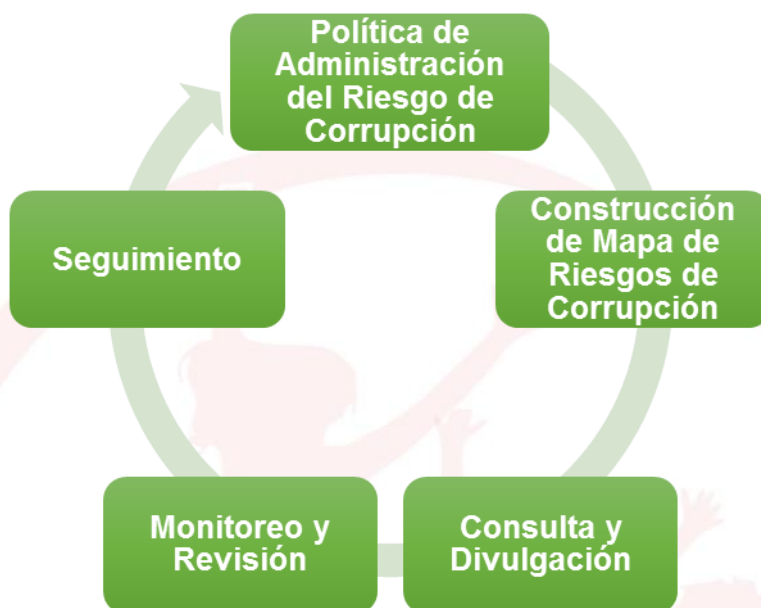 Política de
Administración
del Riesgo de
Corrupción
Construcción
de Mapa de
Riesgos de
Corrupción
Consulta y
Divulgación
Monitoreo y
Revisión
Seguimiento